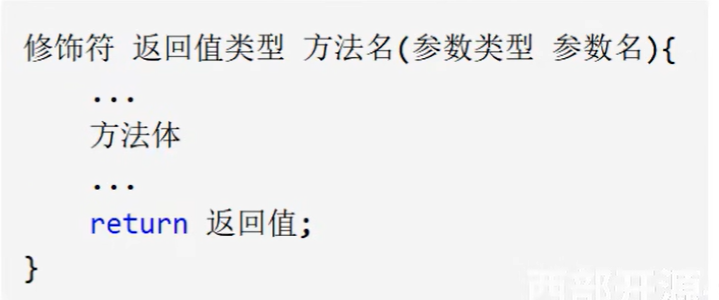 修饰符 返回值类型 方法名(参数类型 参数名){
...
方法体
...
return 返回值;
}
西部开源